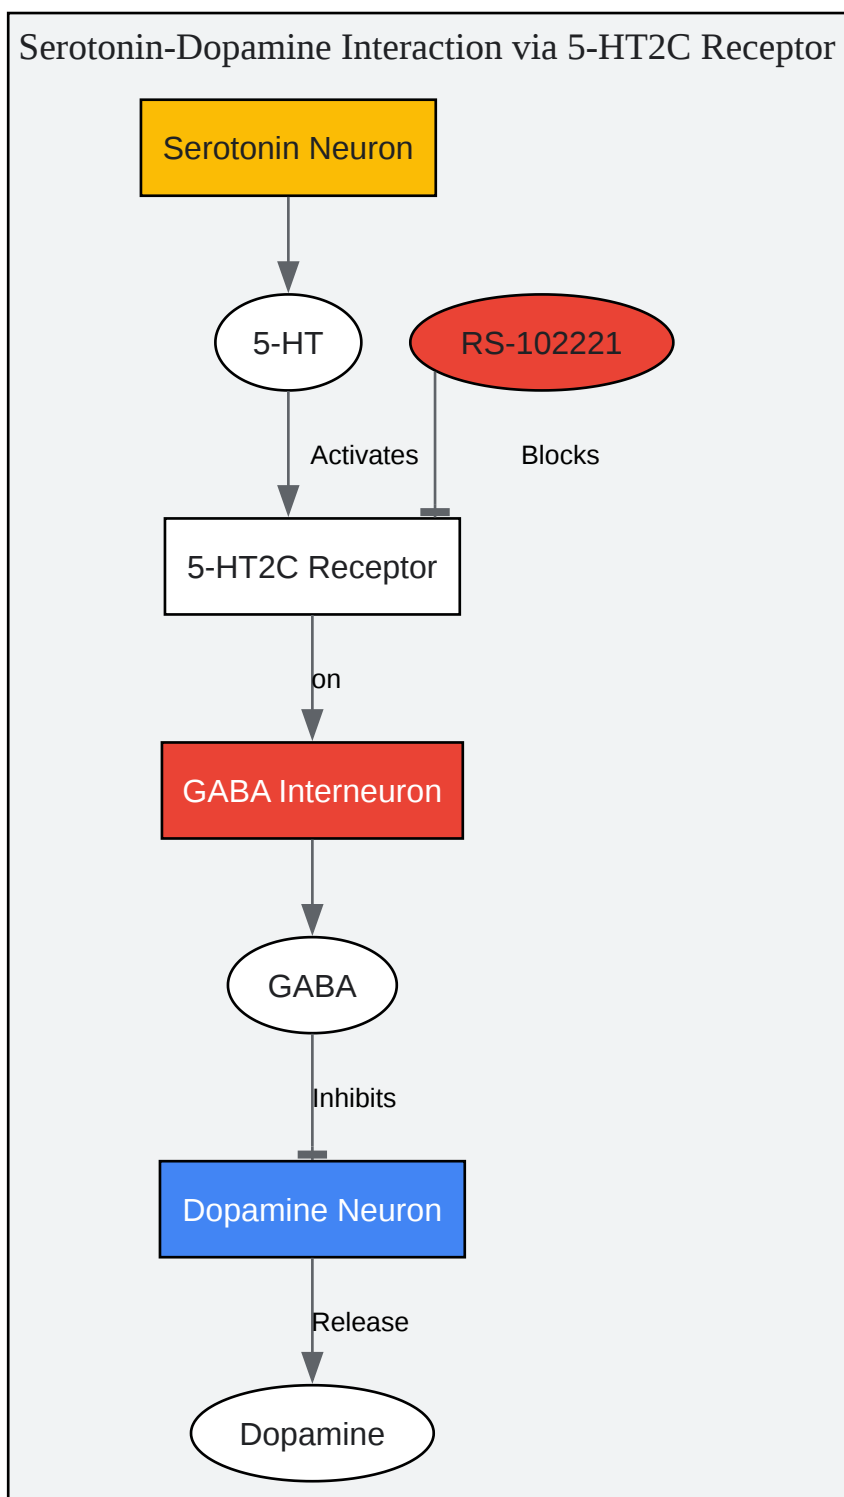 Serotonin-Dopamine Interaction via 5-HT2C Receptor
Serotonin Neuron
5-HT
RS-102221
Activates
Blocks
5-HT2C Receptor
on
GABA Interneuron
GABA
Inhibits
Dopamine Neuron
Release
Dopamine